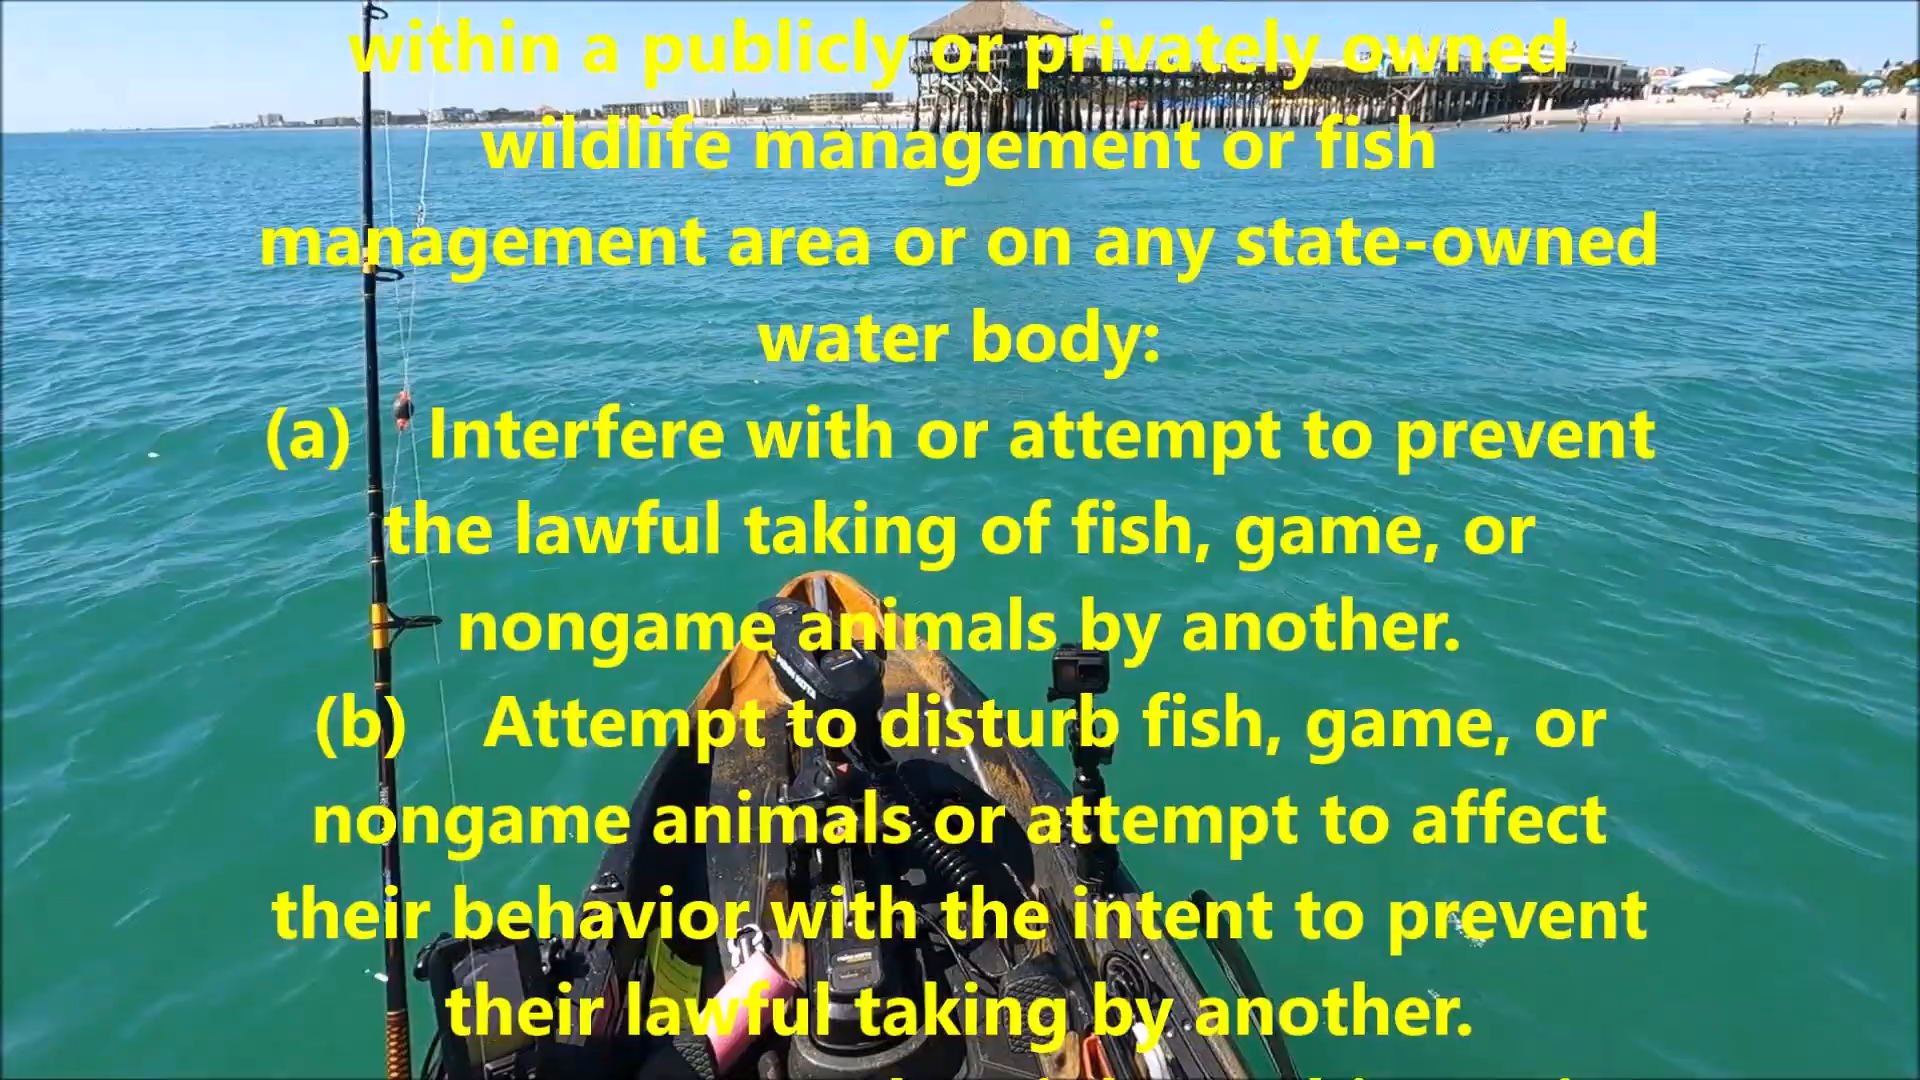 within a publicly or privately owned
wildlife management or fish
management area or on any state-owned
water body:
(a) Interfere with or attempt to prevent
the lawful taking of fish, game, or
nongame animals by another.
(b) Attempt to disturb fish, game, or
nongame animals or attempt to affect
their behavior with the intent to prevent
their lawful taking by another.
MINN KOTA